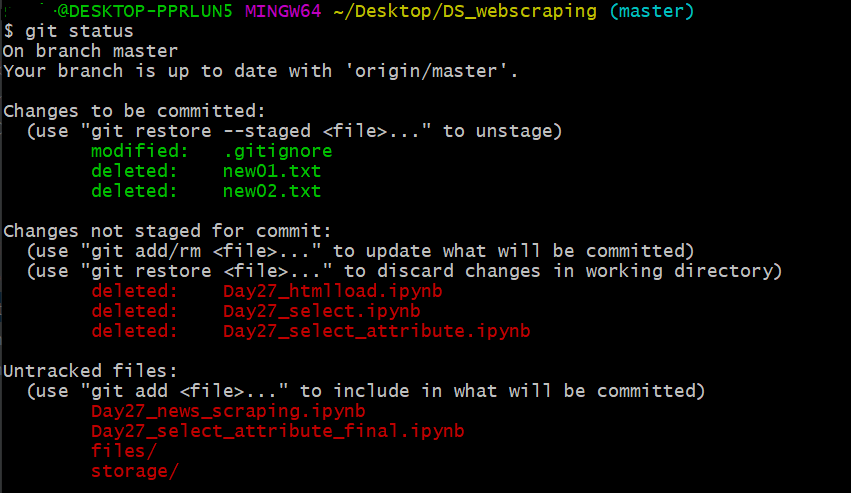 @DESKTOP-PPRLUN5 MINGW64 ~/Desktop/DS_webscraping (master)
$ git status
On branch master
Your branch is up to date with 'origin/master'.

Changes to be committed:
  (use "git restore --staged <file>..." to unstage)
        modified:   .gitignore
        deleted:    new01.txt
        deleted:    new02.txt

Changes not staged for commit:
  (use "git add/rm <file>..." to update what will be committed)
  (use "git restore <file>..." to discard changes in working directory)
        deleted:    Day27_htmlload.ipynb
        deleted:    Day27_select.ipynb
        deleted:    Day27_select_attribute.ipynb

Untracked files:
  (use "git add <file>..." to include in what will be committed)
        Day27_news_scraping.ipynb
        Day27_select_attribute_final.ipynb
        files/
        storage/